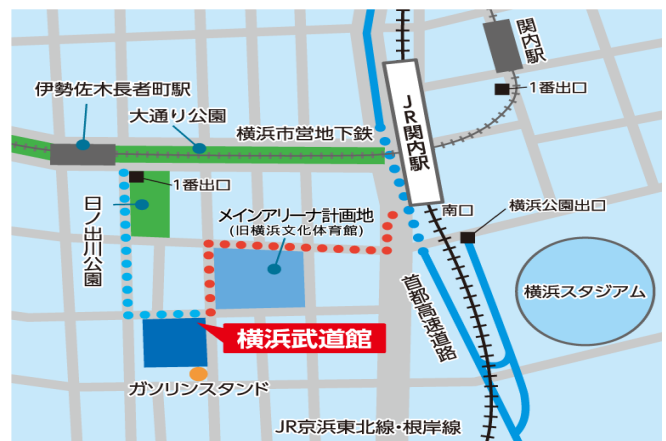 関内駅
1番出口
伊勢佐木長者町駅
大通り公園
横浜市営地下鉄
JR関内駅
1番出口
日ノ出川公園
メインアリーナ計画地
(旧横浜文化体育館)
南口
横浜公園出口
首都高速道路
横浜スタジアム
横浜武道館
ガソリンスタンド
JR京浜東北線・根岸線